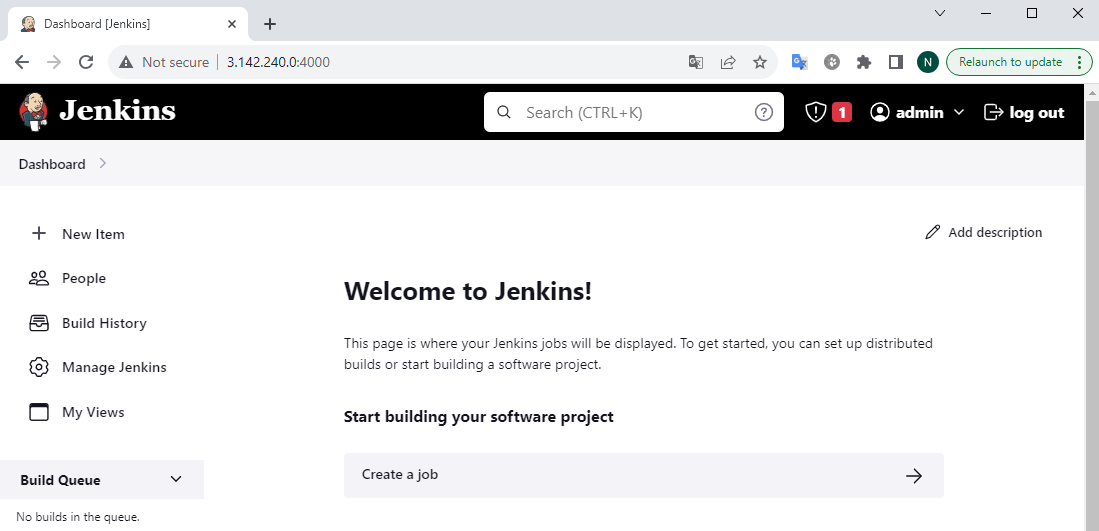 Dashboard [Jenkins]
Not secure 3.142.240.0:4000 Relaunch to update
N
Jenkins Search (CTRL+K) 1 admin log out
Dashboard
New Item
People
Build History
Manage Jenkins
My Views
Build Queue
No builds in the queue.
Add description
Welcome to Jenkins!
This page is where your Jenkins jobs will be displayed. To get started, you can set up distributed
builds or start building a software project.
Start building your software project
Create a job